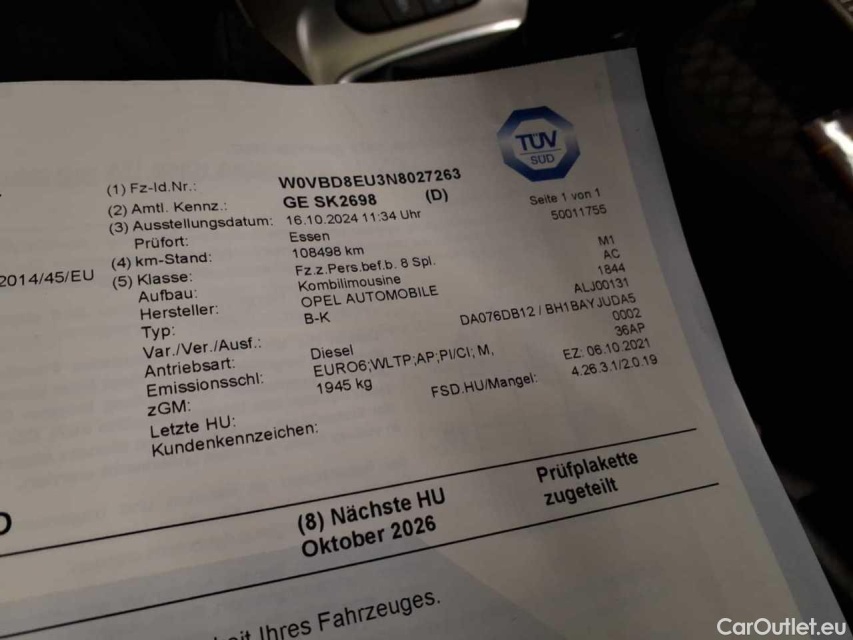 TÜV
SÜD
(1) Fz-Id.Nr.: W0VBD8EU3N8027263
(2) Amtl. Kennz.: GE SK2698 (D) Seite 1 von 1
(3) Ausstellungsdatum: 16.10.2024 11:34 Uhr 50011755
Prüfort: Essen
(4) km-Stand: 108498 km
2014/45/EU (5) Klasse: Fz.z.Pers.bef.b. 8 Spl. M1
Aufbau: Kombilimousine AC
Hersteller: OPEL AUTOMOBILE 1844
Typ: B-K ALJ00131
Var./Ver./Ausf.: DA076DB12 / BH1BAYJUDA5
Antriebsart: Diesel 0002
Emissionsschl.: EURO6;WLTP;AP;PI/CI; M, 36AP
zGM: 1945 kg EZ: 06.10.2021
Letzte HU: FSD.HU/Mangel: 4.26.3.1/2.0.19
Kundenkennzeichen:
(8) Nächste HU Prüfplakette
Oktober 2026 zugeteilt
Ihres Fahrzeuges.
CarOutlet.eu